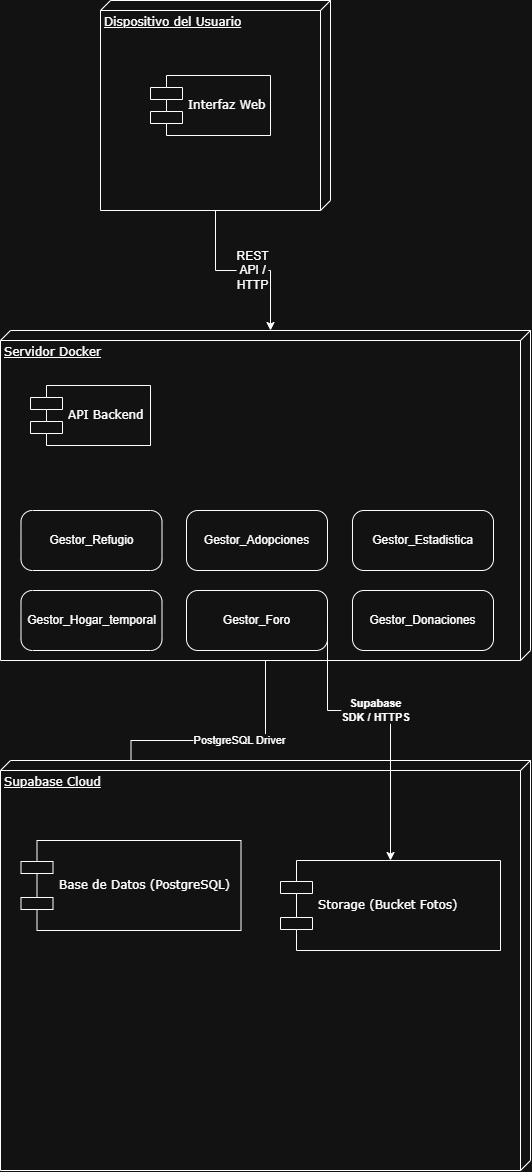 Dispositivo del Usuario
Interfaz Web
REST
API /
HTTP
Servidor Docker
API Backend
Gestor_Refugio
Gestor_Adopciones
Gestor_Estadistica
Gestor_Hogar_temporal
Gestor_Foro
Gestor_Donaciones
Supabase
SDK / HTTPS
PostgreSQL Driver
Supabase Cloud
Base de Datos (PostgreSQL)
Storage (Bucket Fotos)